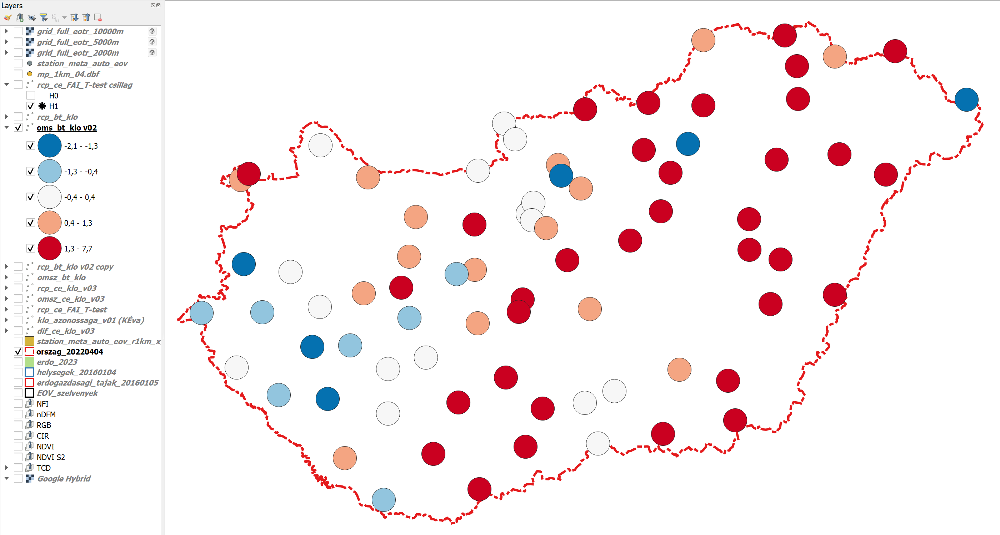 Layers
grid_full_eotr_10000m
grid_full_eotr_5000m
grid_full_eotr_2000m
station_meta_auto_eov
mp_1km_04.dbf
rcp_ce_FAI_T-test csillag
H0
H1
rcp_bt_klo
oms_bt_klo v02
-2,1 - -1,3
-1,3 - -0,4
-0,4 - 0,4
0,4 - 1,3
1,3 - 7,7
rcp_bt_klo v02 copy
omsz_bt_klo
rcp_ce_klo_v03
omsz_ce_klo_v03
rcp_ce_FAI_T-test
klo_azonossaga_v01 (KÉva)
dif_ce_klo_v03
station_meta_auto_eov_r1km_x_
orszag_20220404
erdo_2023
helysegek_20160104
erdogazdasagi_tajak_20160105
EOV_szelvenyek
NFI
nDFM
RGB
CIR
NDVI
NDVI S2
TCD
Google Hybrid